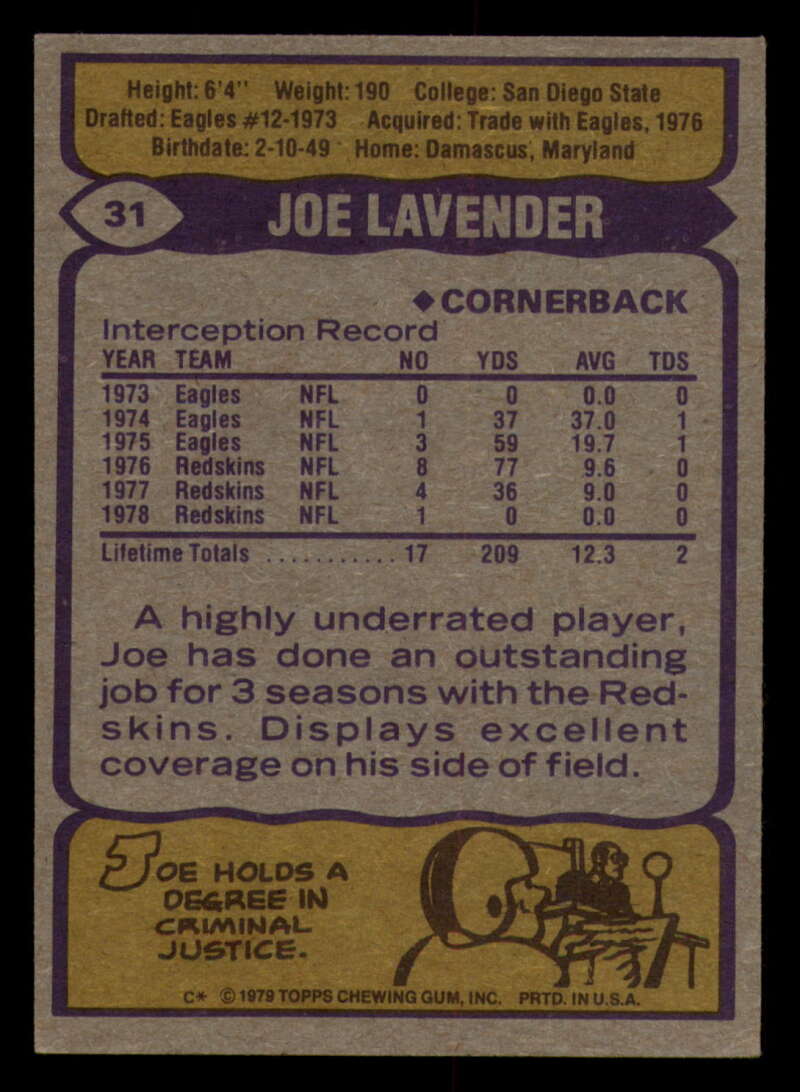 Height: 6'4" Weight: 190 College: San Diego State
Drafted: Eagles #12-1973 Acquired: Trade with Eagles, 1976
Birthdate: 2-10-49 Home: Damascus, Maryland
31 JOE LAVENDER
◆ CORNERBACK
Interception Record
YEAR TEAM NO YDS AVG TDS
1973 Eagles NFL 0 0 0.0 0
1974 Eagles NFL 1 37 37.0 1
1975 Eagles NFL 3 59 19.7 1
1976 Redskins NFL 8 77 9.6 0
1977 Redskins NFL 4 36 9.0 0
1978 Redskins NFL 1 0 0.0 0
Lifetime Totals ........... 17 209 12.3 2
A highly underrated player,
Joe has done an outstanding
job for 3 seasons with the Red-
skins. Displays excellent
coverage on his side of field.
JOE HOLDS A
DEGREE IN
CRIMINAL
JUSTICE.
C* © 1979 TOPPS CHEWING GUM, INC. PRTD. IN U.S.A.